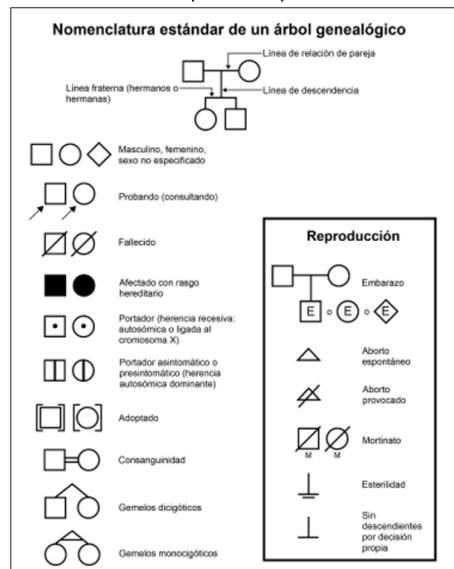 Nomenclatura estándar de un árbol genealógico
Línea de relación de pareja
Línea fraterna (hermanos o
hermanas)
Línea de descendencia
Masculino, femenino,
sexo no especificado
Probando (consultando)
Fallecido
Afectado con rasgo
hereditario
Portador (herencia recesiva:
autosómica o ligada al
cromosoma X)
Portador asintomático o
presintomático (herencia
autosómica dominante)
Adoptado
Consanguinidad
Gemelos dicigóticos
Gemelos monocigóticos
Reproducción
Embarazo
E o E o E
Aborto
espontáneo
Aborto
provocado
Mortinato
M M
Esterilidad
Sin
descendientes
por decisión
propia